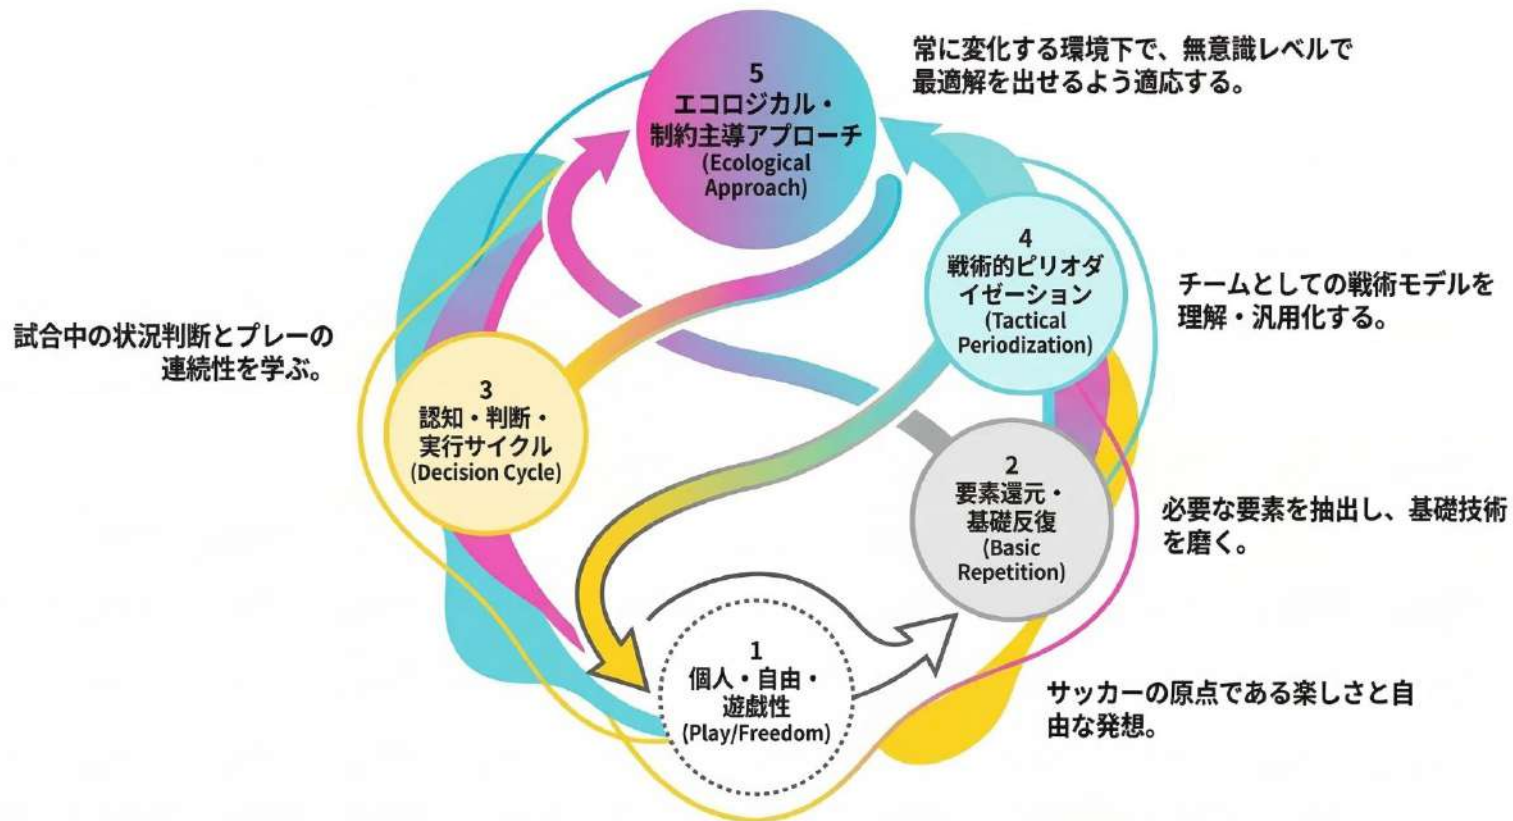 常に変化する環境下で、無意識レベルで
最適解を出せるよう適応する。
5
エコロジカル・
制約主導アプローチ
(Ecological
Approach)
4
戦術的ピリオダ
イゼーション
(Tactical
Periodization)
チームとしての戦術モデルを
理解・汎用化する。
試合中の状況判断とプレーの
連続性を学ぶ。
3
認知・判断・
実行サイクル
(Decision Cycle)
2
要素還元・
基礎反復
(Basic
Repetition)
必要な要素を抽出し、基礎技術
を磨く。
1
個人・自由・
遊戯性
(Play/Freedom)
サッカーの原点である楽しさと自
由な発想。